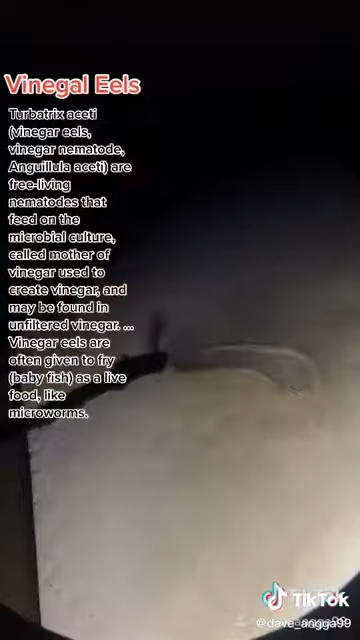 Vinegal Eels
Turbatrix aceti
(vinegar eels,
vinegar nematode,
Anguillula aceti) are
free-living
nematodes that
feed on the
microbial culture,
called mother of
vinegar used to
create vinegar, and
may be found in
unfiltered vinegar. ...
Vinegar eels are
often given to fry
(baby fish) as a live
food, like
microworms.
TikTok
@dave_angga99